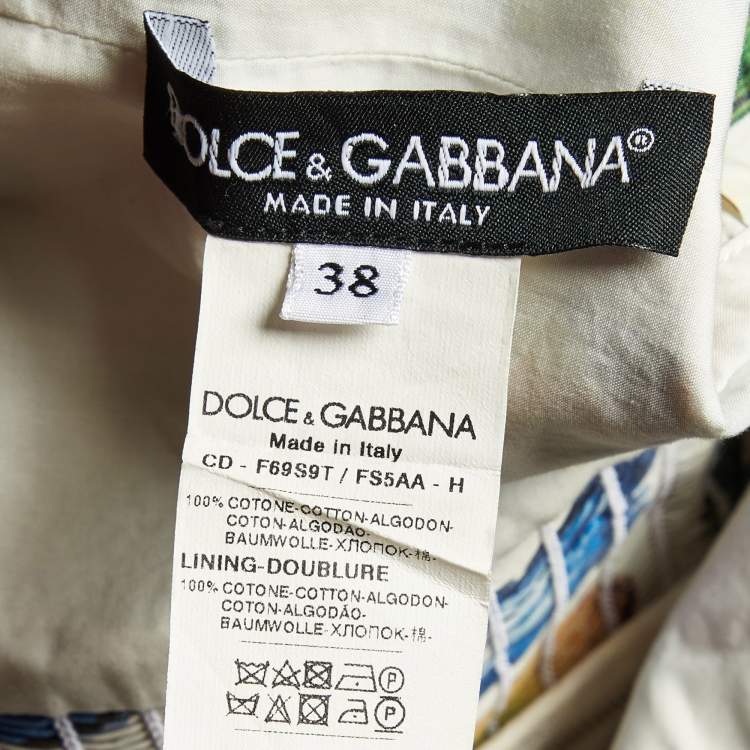 DOLCE & GABBANA®
MADE IN ITALY
38
DOLCE & GABBANA
Made in Italy
CD - F69S9T / FS5AA - H
100% COTONE-COTTON-ALGODON-
COTON-ALGODÃO-
BAUMWOLLE-ХЛОПОК-棉-
LINING-DOUBLURE
100% COTONE-COTTON-ALGODON-
COTON-ALGODÃO-
BAUMWOLLE-ХЛОПОК-棉-
P
P